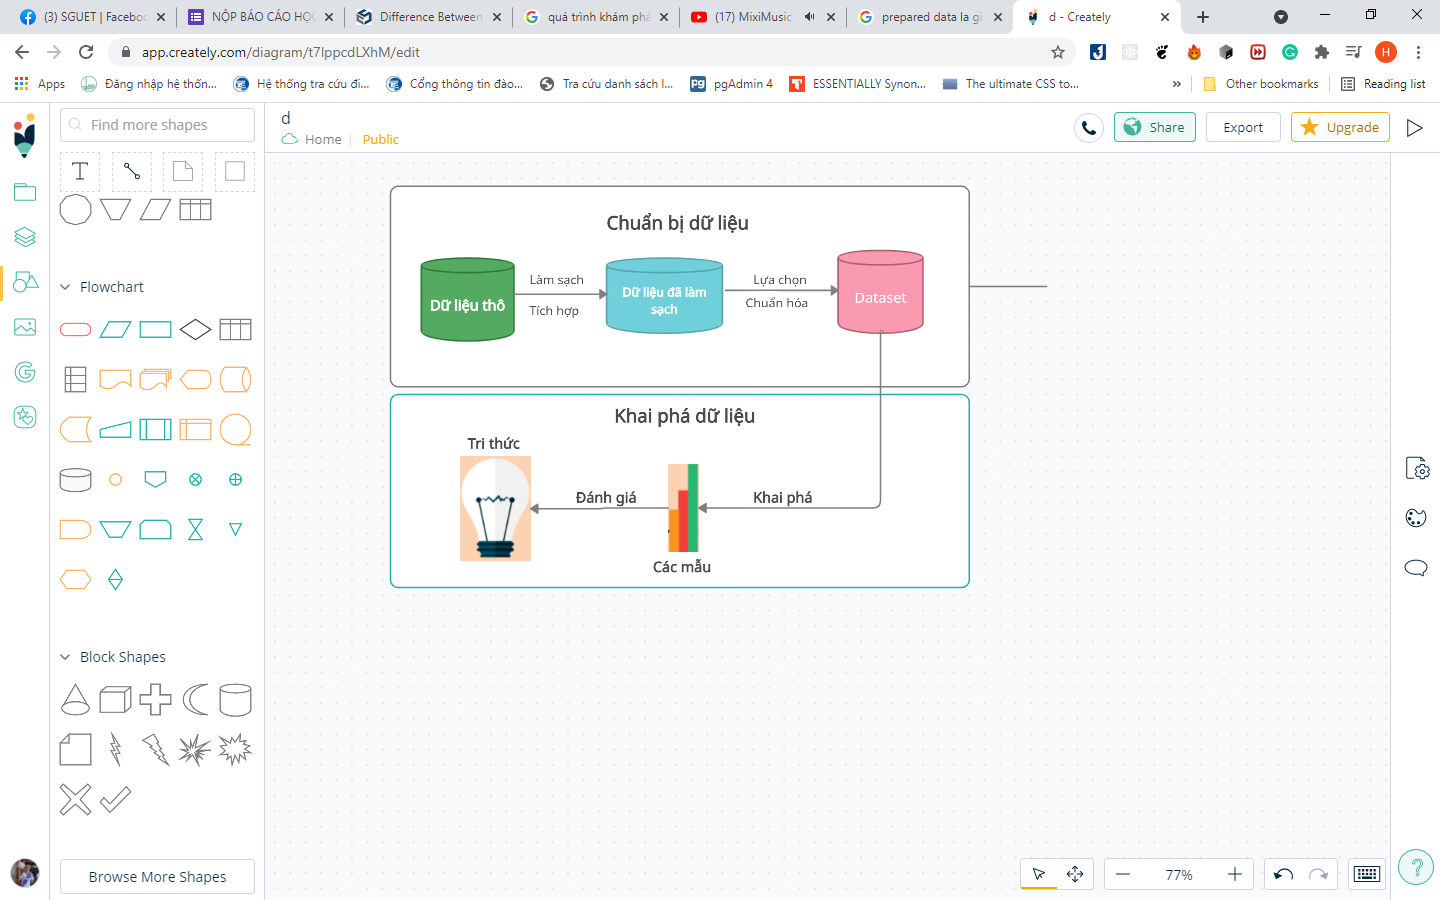 (3) SGUET | Faceboo
NỘP BÁO CÁO HỌC
Difference Between
quá trình khám phá
(17) MixiMusic
prepared data la gì
d - Creately
app.creately.com/diagram/t7lppcdLXhM/edit
H
Apps
Đăng nhập hệ thốn...
Hệ thống tra cứu đi...
Cổng thông tin đào...
Tra cứu danh sách l...
pgAdmin 4
ESSENTIALLY Synon...
The ultimate CSS to...
»
Other bookmarks
Reading list
Find more shapes
d
Home
Public
Share
Export
Upgrade
T
Flowchart
Block Shapes
Browse More Shapes
Chuẩn bị dữ liệu
Dữ liệu thô
Làm sạch
Tích hợp
Dữ liệu đã làm
sạch
Lựa chọn
Chuẩn hóa
Dataset
Khai phá dữ liệu
Tri thức
Đánh giá
Khai phá
Các mẫu
77%
?